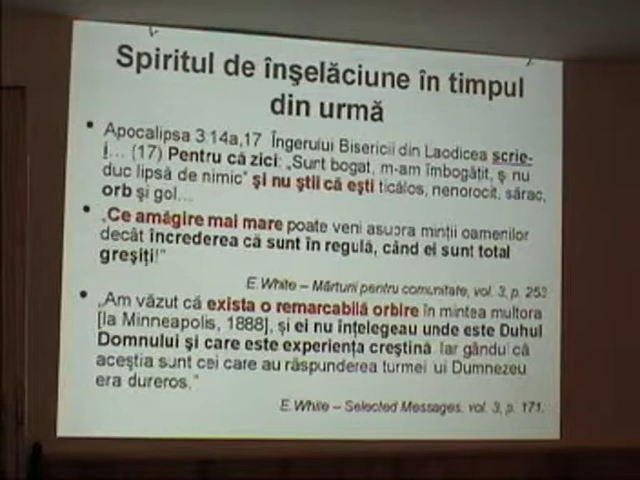 Spiritul de înşelăciune în timpul
din urmă
• Apocalipsa 3.14a,17 Îngerului Bisericii din Laodicea scrie-
i… (17) Pentru că zici: „Sunt bogat, m-am îmbogăţit, ş nu
duc lipsă de nimic” şi nu ştii că eşti ticălos, nenorocit, sărac,
orb şi gol...
• „Ce amăgire mai mare poate veni asupra minţii oamenilor
decât încrederea că sunt în regulă, când ei sunt total
greşiţi!”
E.White – Mărturii pentru comunitate, vol. 3, p. 253
• „Am văzut că exista o remarcabilă orbire în mintea multora
[la Minneapolis, 1888], şi ei nu înţelegeau unde este Duhul
Domnului şi care este experienţa creştină. Iar gândul că
aceştia sunt cei care au răspunderea turmei ui Dumnezeu
era dureros.”
E.White – Selected Messages, vol. 3, p. 171.